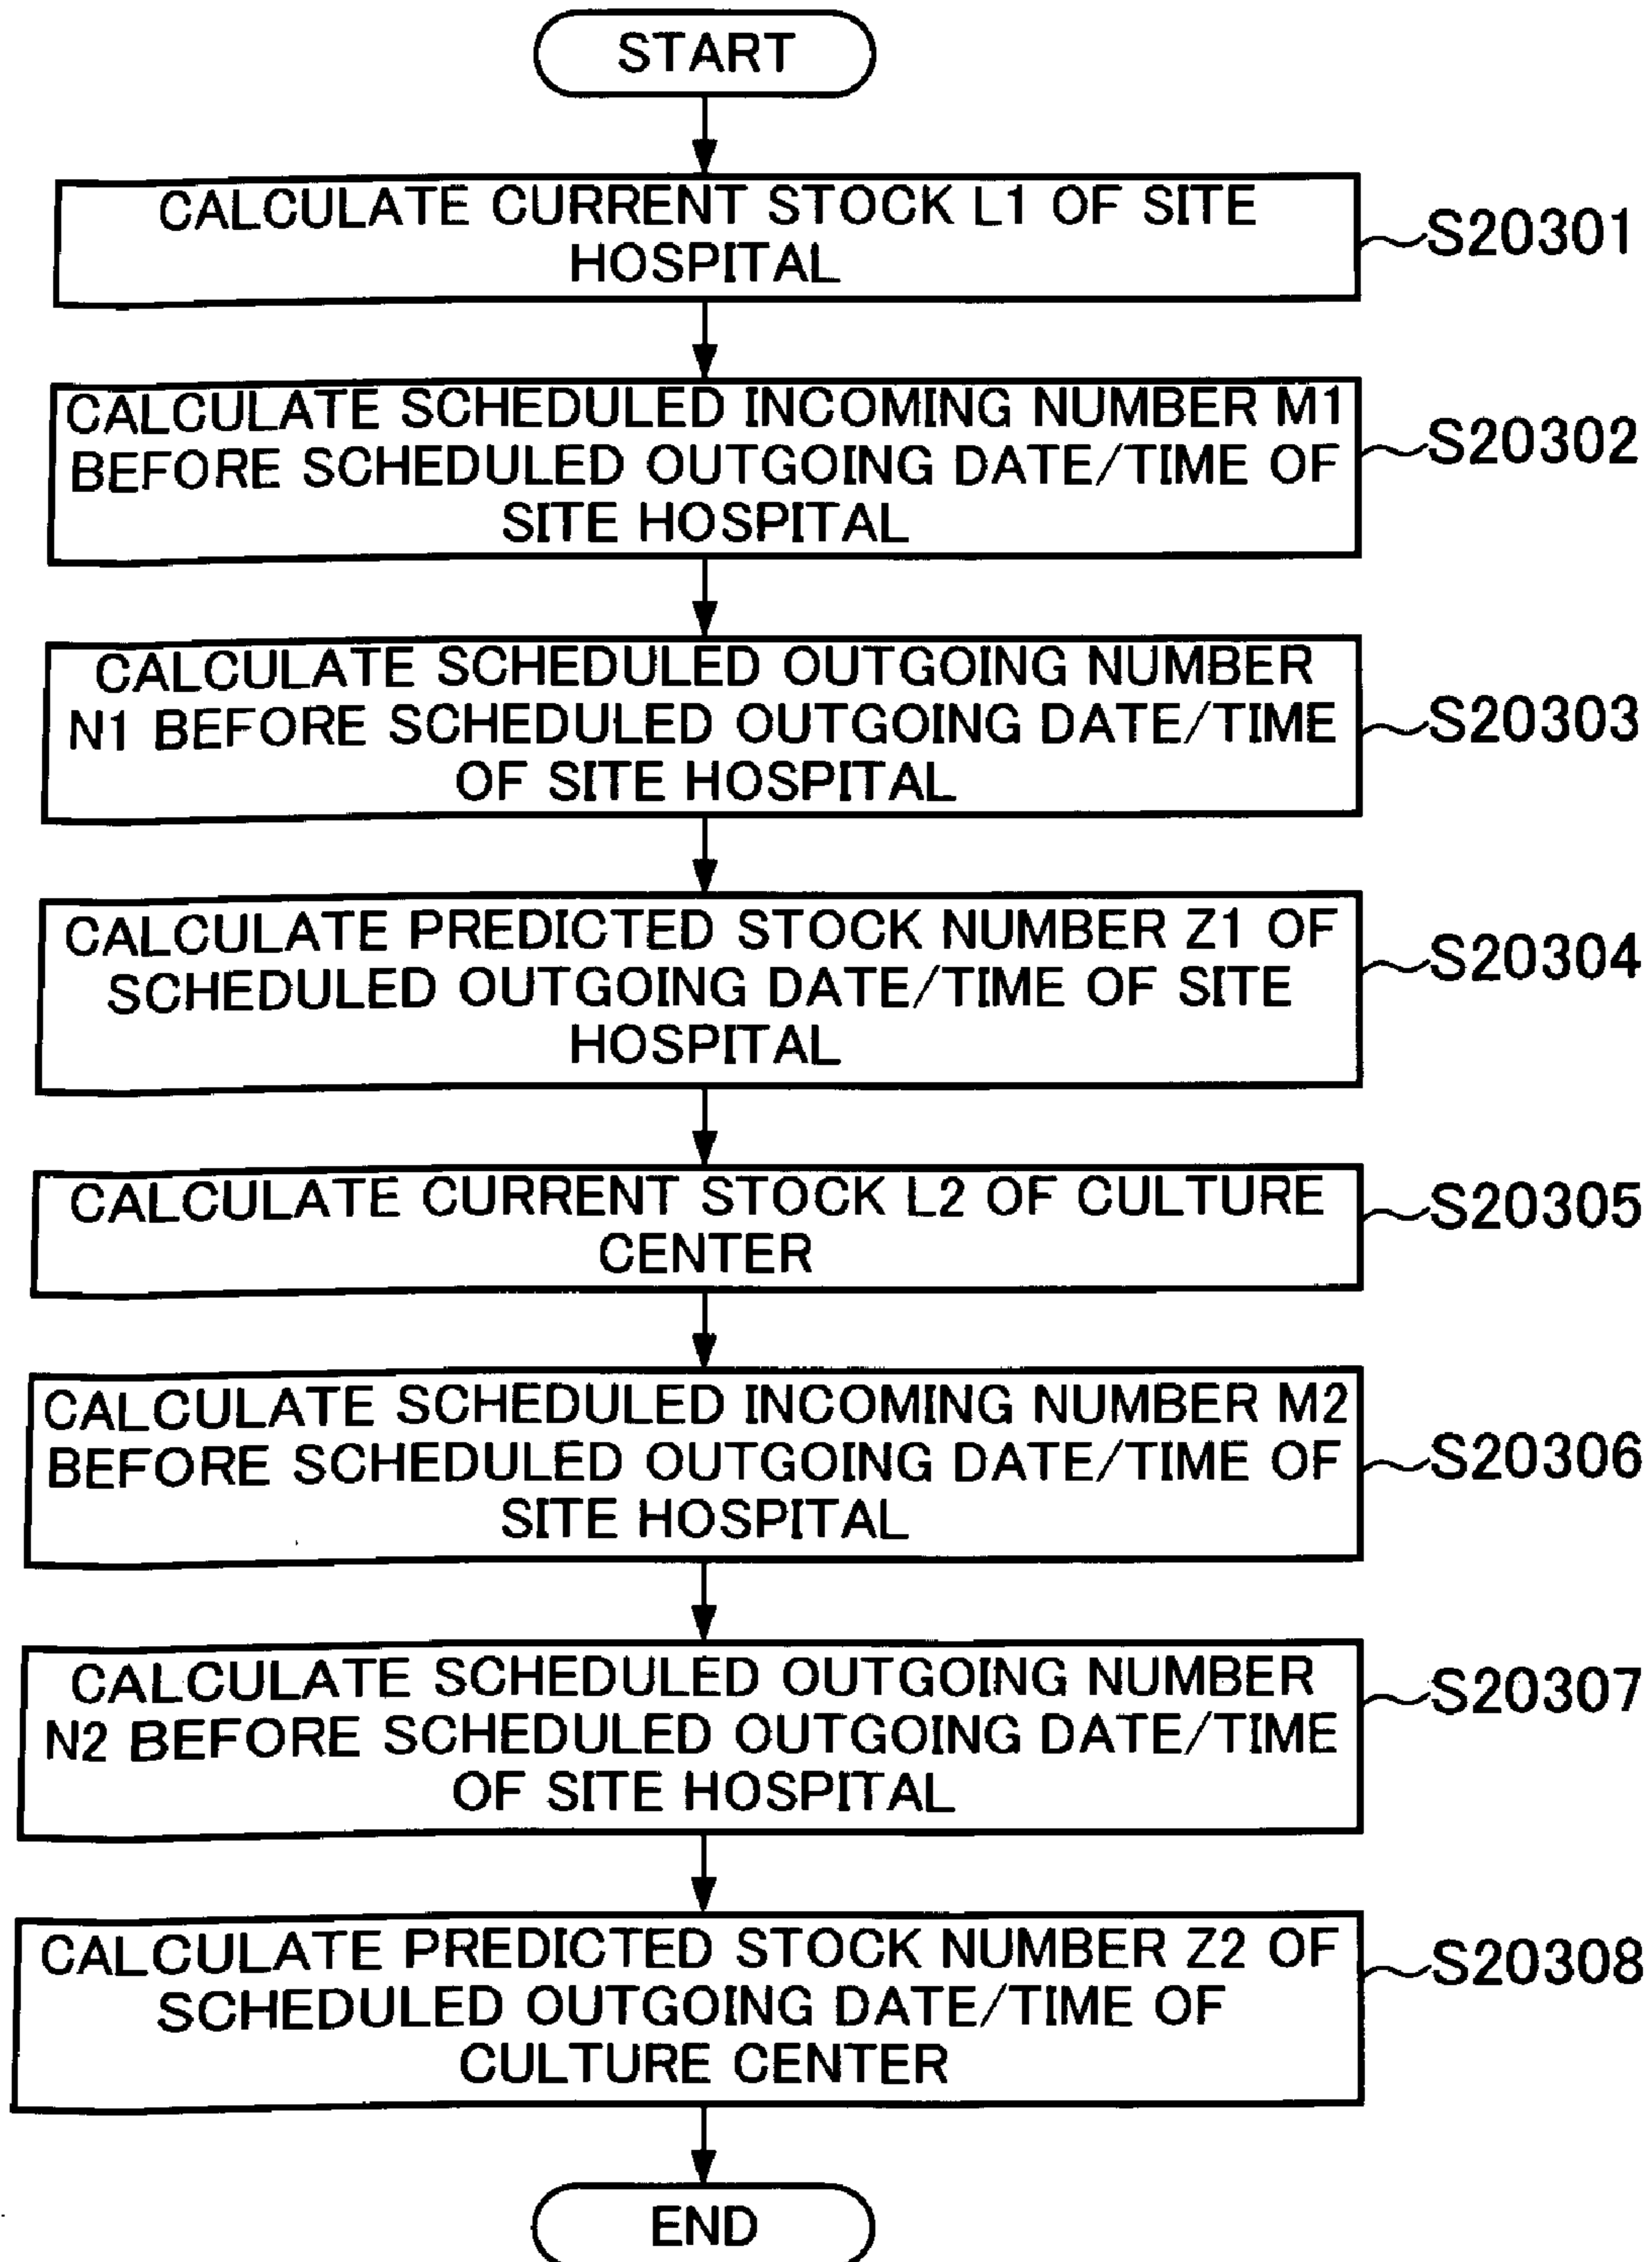 START
CALCULATE CURRENT STOCK L1 OF SITE
HOSPITAL
S20301
CALCULATE SCHEDULED INCOMING NUMBER M1
BEFORE SCHEDULED OUTGOING DATE/TIME OF
SITE HOSPITAL
S20302
CALCULATE SCHEDULED OUTGOING NUMBER
N1 BEFORE SCHEDULED OUTGOING DATE/TIME
OF SITE HOSPITAL
S20303
CALCULATE PREDICTED STOCK NUMBER Z1 OF
SCHEDULED OUTGOING DATE/TIME OF SITE
HOSPITAL
S20304
CALCULATE CURRENT STOCK L2 OF CULTURE
CENTER
S20305
CALCULATE SCHEDULED INCOMING NUMBER M2
BEFORE SCHEDULED OUTGOING DATE/TIME OF
SITE HOSPITAL
S20306
CALCULATE SCHEDULED OUTGOING NUMBER
N2 BEFORE SCHEDULED OUTGOING DATE/TIME
OF SITE HOSPITAL
S20307
CALCULATE PREDICTED STOCK NUMBER Z2 OF
SCHEDULED OUTGOING DATE/TIME OF
CULTURE CENTER
S20308
END